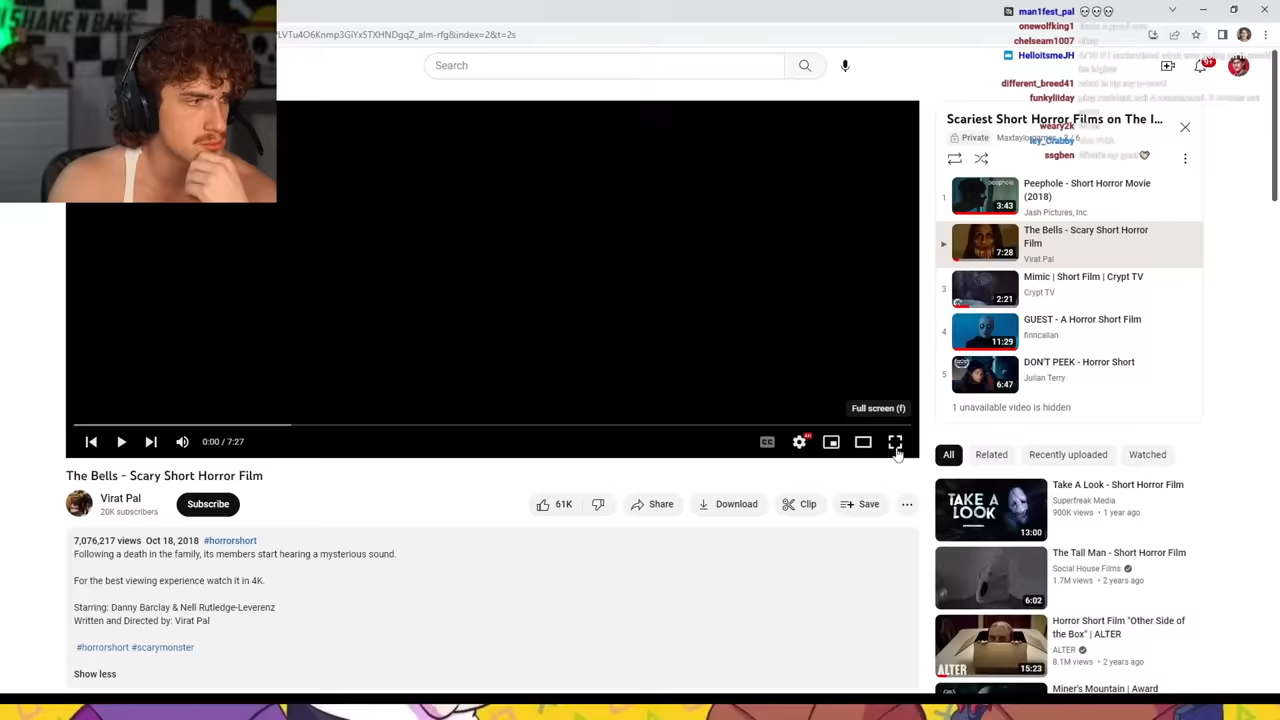 SHAKE N BAKE
LVTu4O6Kmmp3GiYxSTXHNDgqZ_alm-rfg&index=2&t=2s
man1fest_pal
onewolfking1
chelseam1007
HelloitsmeJH
different_breed41
funkyliiday
weary2k
Icy_Crabby
ssgben
Search
9+
Scariest Short Horror Films on The I...
Private
1
Peephole - Short Horror Movie
(2018)
Jash Pictures, Inc.
peephole
3:43
The Bells - Scary Short Horror
Film
Virat Pal
7:28
3
Mimic | Short Film | Crypt TV
Crypt TV
2:21
4
GUEST - A Horror Short Film
finncallan
11:29
5
DON'T PEEK - Horror Short
Julian Terry
6:47
1 unavailable video is hidden
Full screen (f)
0:00 / 7:27
CC
The Bells - Scary Short Horror Film
Virat Pal
20K subscribers
Subscribe
61K
Share
Download
Clip
Save
7,076,217 views Oct 18, 2018 #horrorshort
Following a death in the family, its members start hearing a mysterious sound.
For the best viewing experience watch it in 4K.
Starring: Danny Barclay & Nell Rutledge-Leverenz
Written and Directed by: Virat Pal
#horrorshort #scarymonster
Show less
All
Related
Recently uploaded
Watched
Take A Look - Short Horror Film
Superfreak Media
900K views • 1 year ago
TAKE A
LOOK
13:00
The Tall Man - Short Horror Film
Social House Films
1.7M views • 2 years ago
6:02
Horror Short Film "Other Side of
the Box" | ALTER
ALTER
8.1M views • 2 years ago
ALTER
15:23
Miner's Mountain | Award